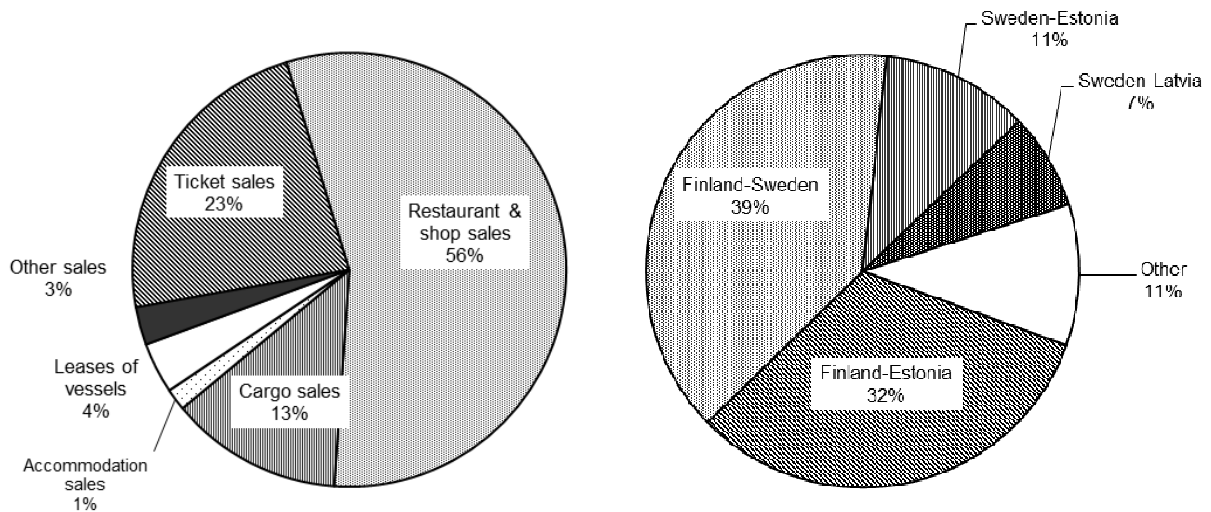 Ticket sales
23%
Restaurant &
shop sales
56%
Other sales
3%
Leases of
vessels
4%
Accommodation
sales
1%
Cargo sales
13%
Sweden-Estonia
11%
Sweden-Latvia
7%
Finland-Sweden
39%
Other
11%
Finland-Estonia
32%